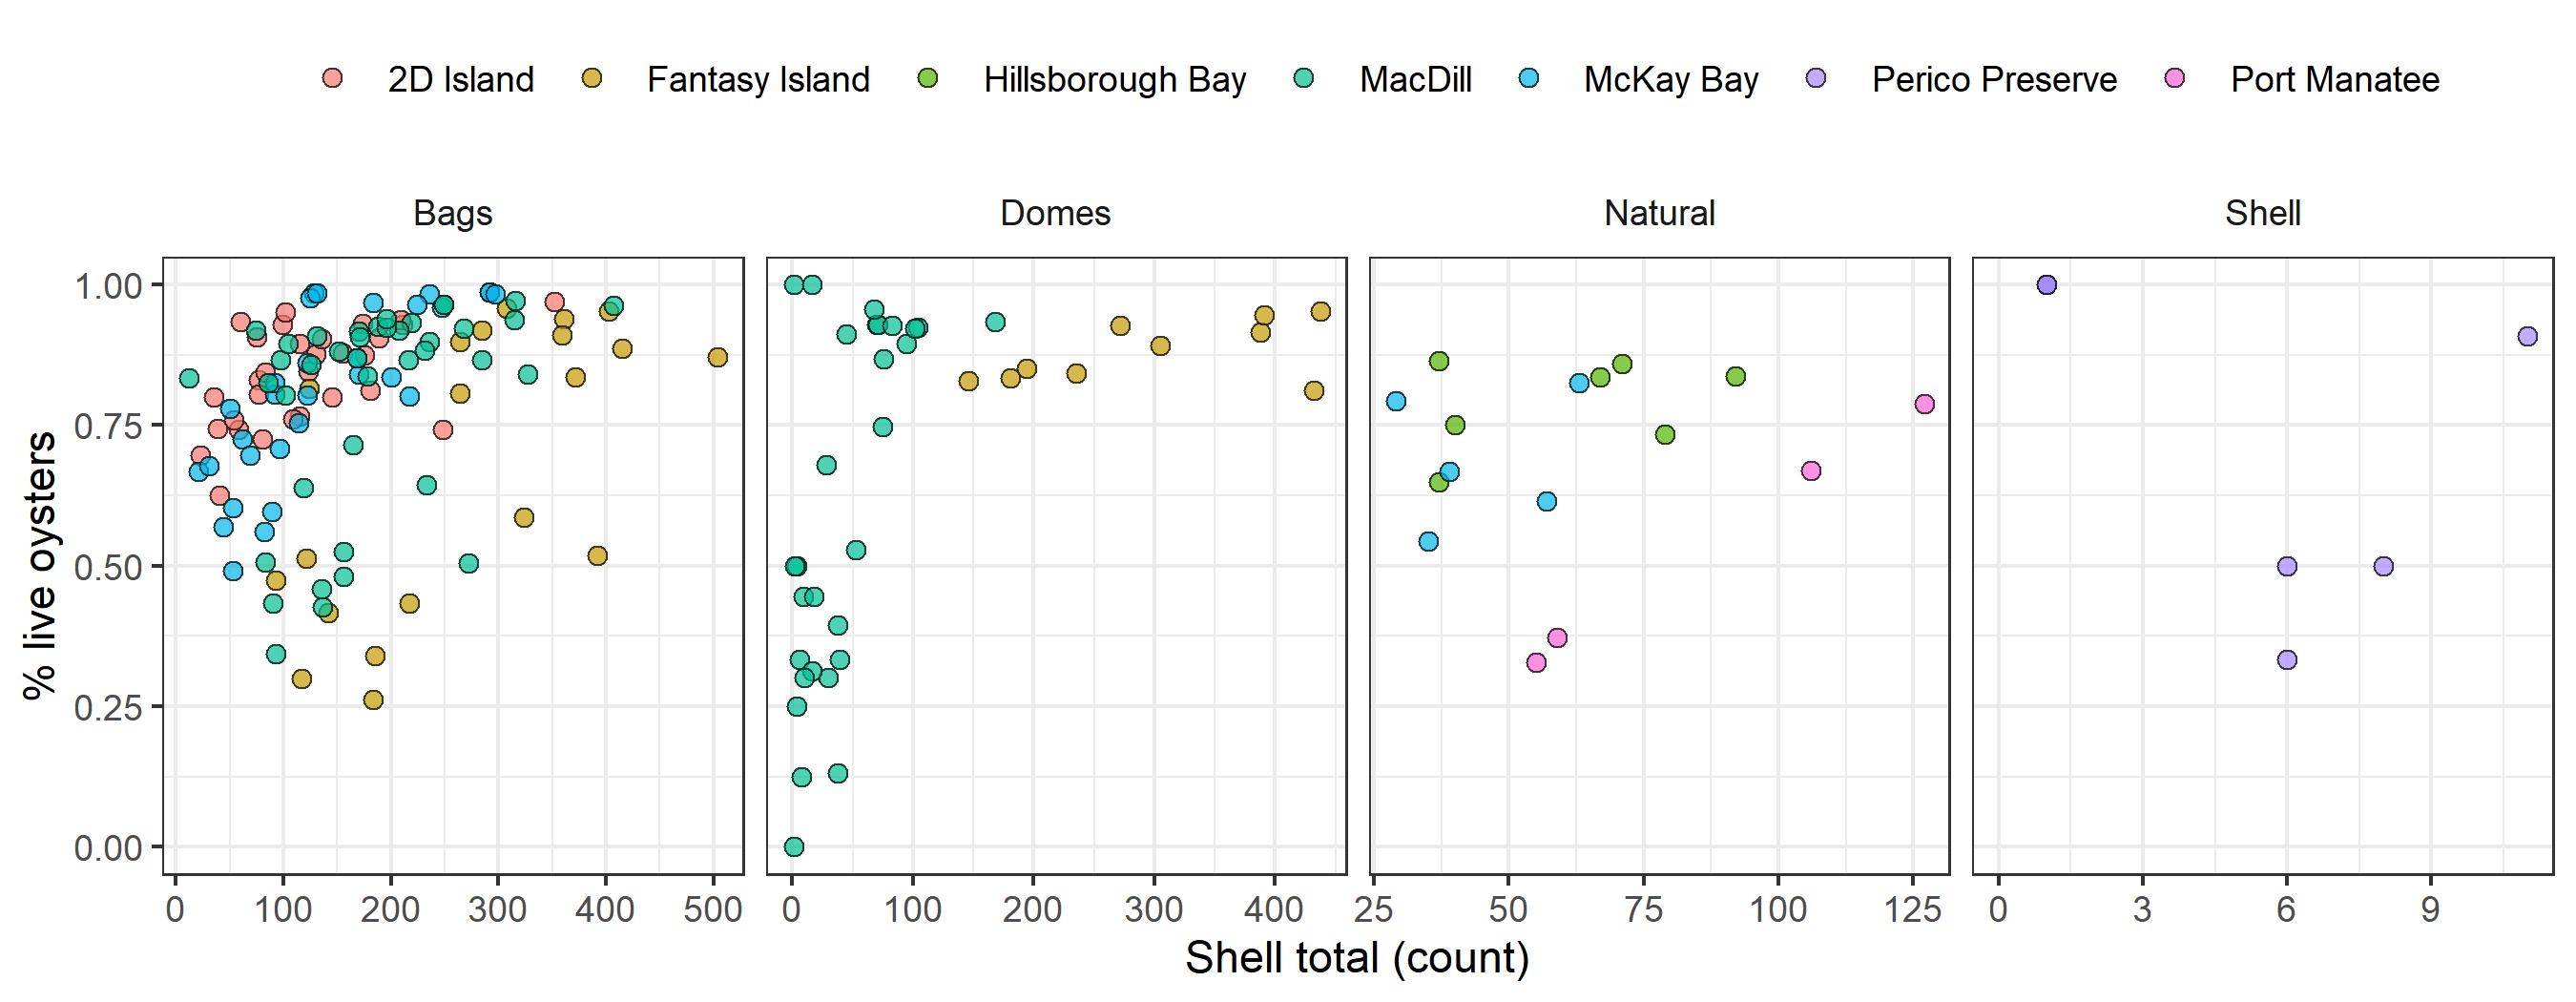 2D Island Fantasy Island Hillsborough Bay MacDill McKay Bay Perico Preserve Port Manatee
Bags Domes Natural Shell
% live oysters
1.00
0.75
0.50
0.25
0.00
0 100 200 300 400 500 0 100 200 300 400 25 50 75 100 125 0 3 6 9
Shell total (count)